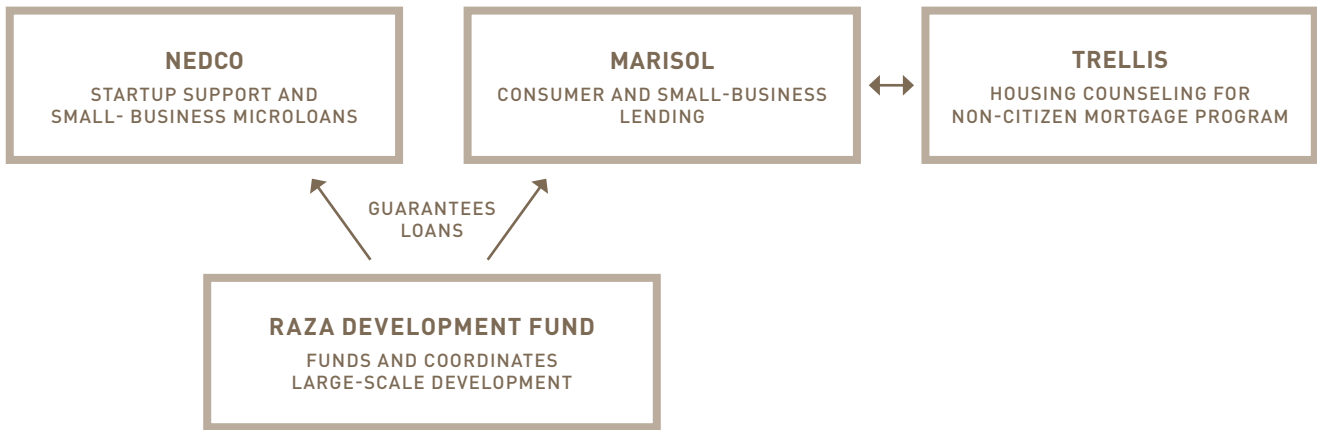 NEDCO
STARTUP SUPPORT AND
SMALL- BUSINESS MICROLOANS
MARISOL
CONSUMER AND SMALL-BUSINESS
LENDING
TRELLIS
HOUSING COUNSELING FOR
NON-CITIZEN MORTGAGE PROGRAM
GUARANTEES
LOANS
RAZA DEVELOPMENT FUND
FUNDS AND COORDINATES
LARGE-SCALE DEVELOPMENT